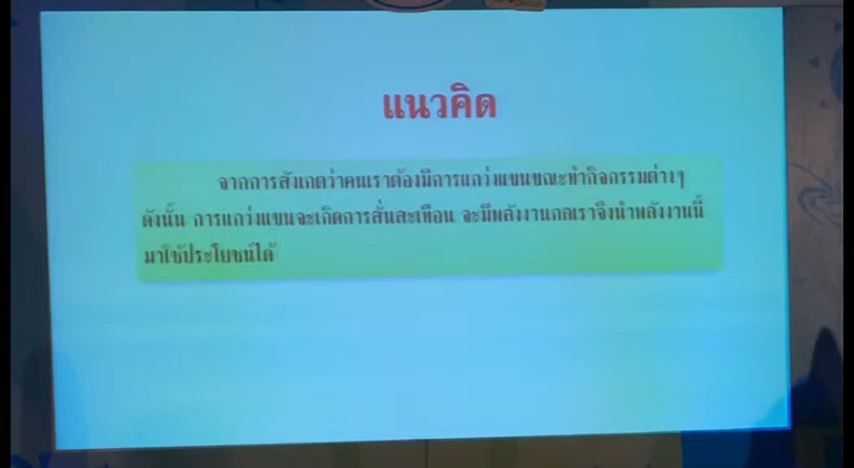 แนวคิด
จากการสังเกตว่าคนเราต้องมีการแกว่งแขนขณะทำกิจกรรมต่างๆ
ดังนั้น การแกว่งแขนจะเกิดการสั่นสะเทือน จะมีพลังงานกลเราจึงนำพลังงานนี้
มาใช้ประโยชน์ได้